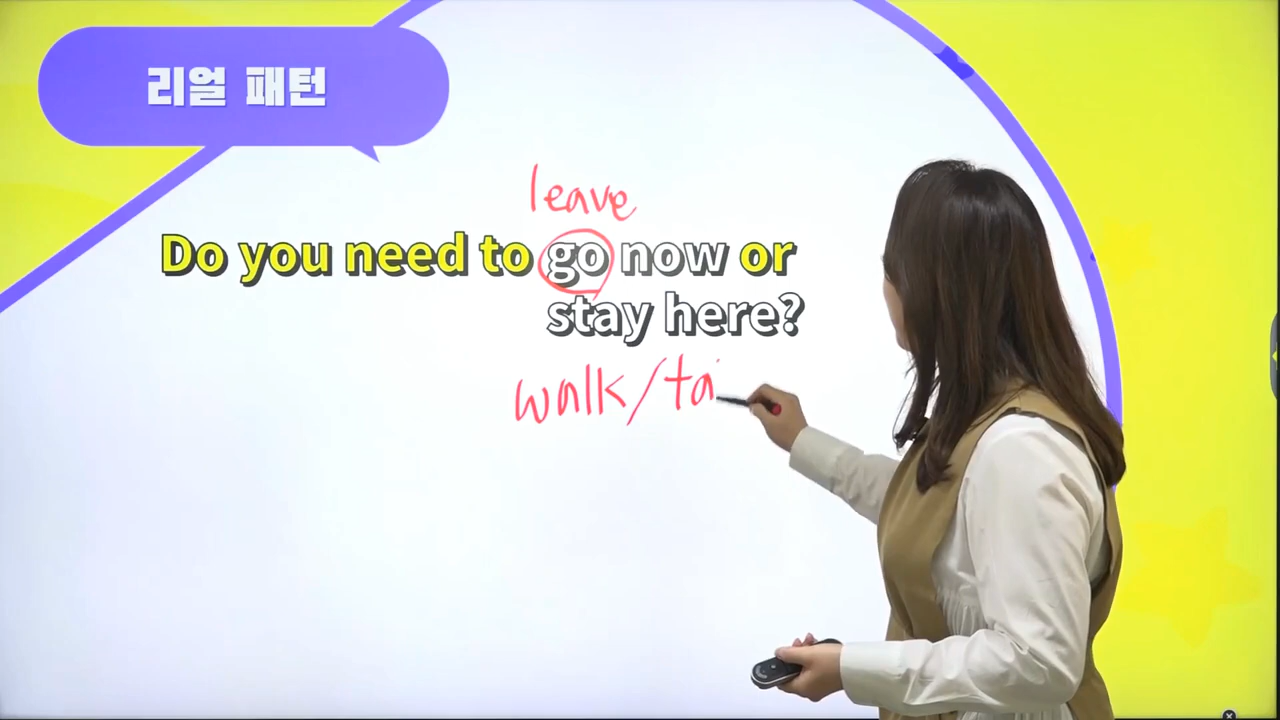 리얼 패턴
leave
Do you need to go now or
stay here?
walk/ta